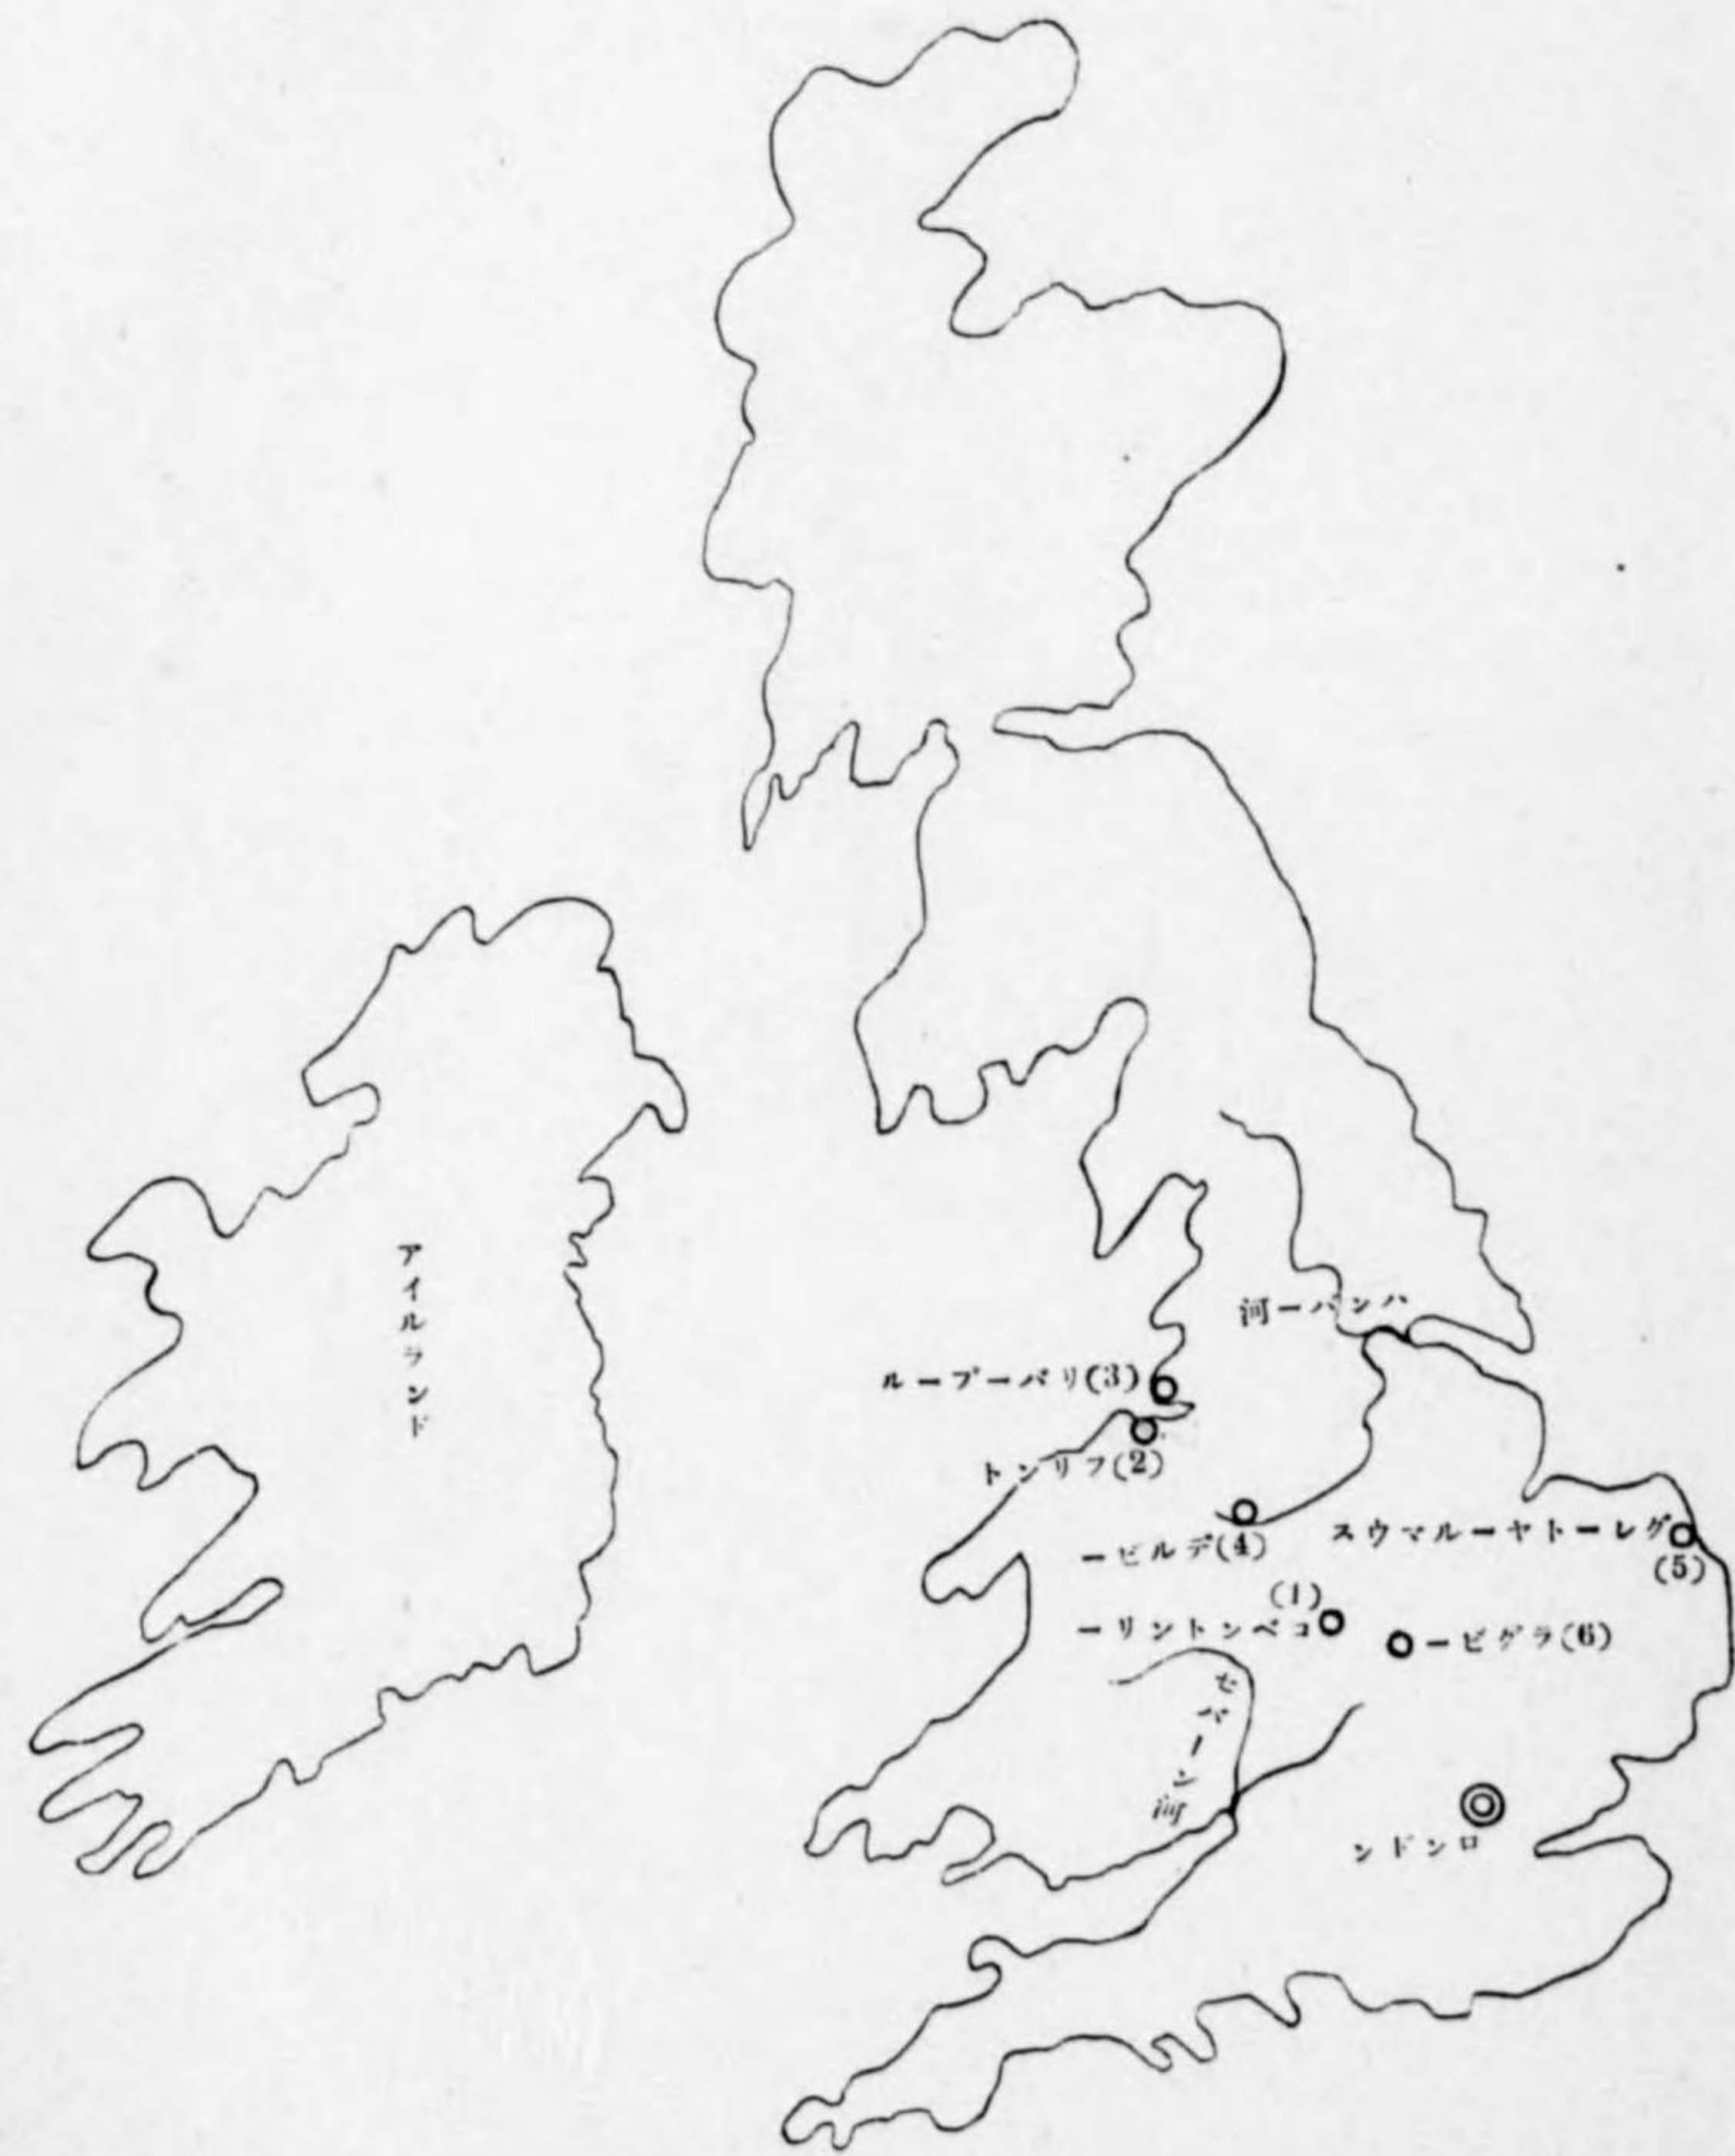 アイルランド
ハンバー河
(3)リバープール
(2)フリント
(4)デルビー
グレートヤールマウス
(5)
(1)
コベントンリー
(6)ラグビー
セバーン河
ロンドン